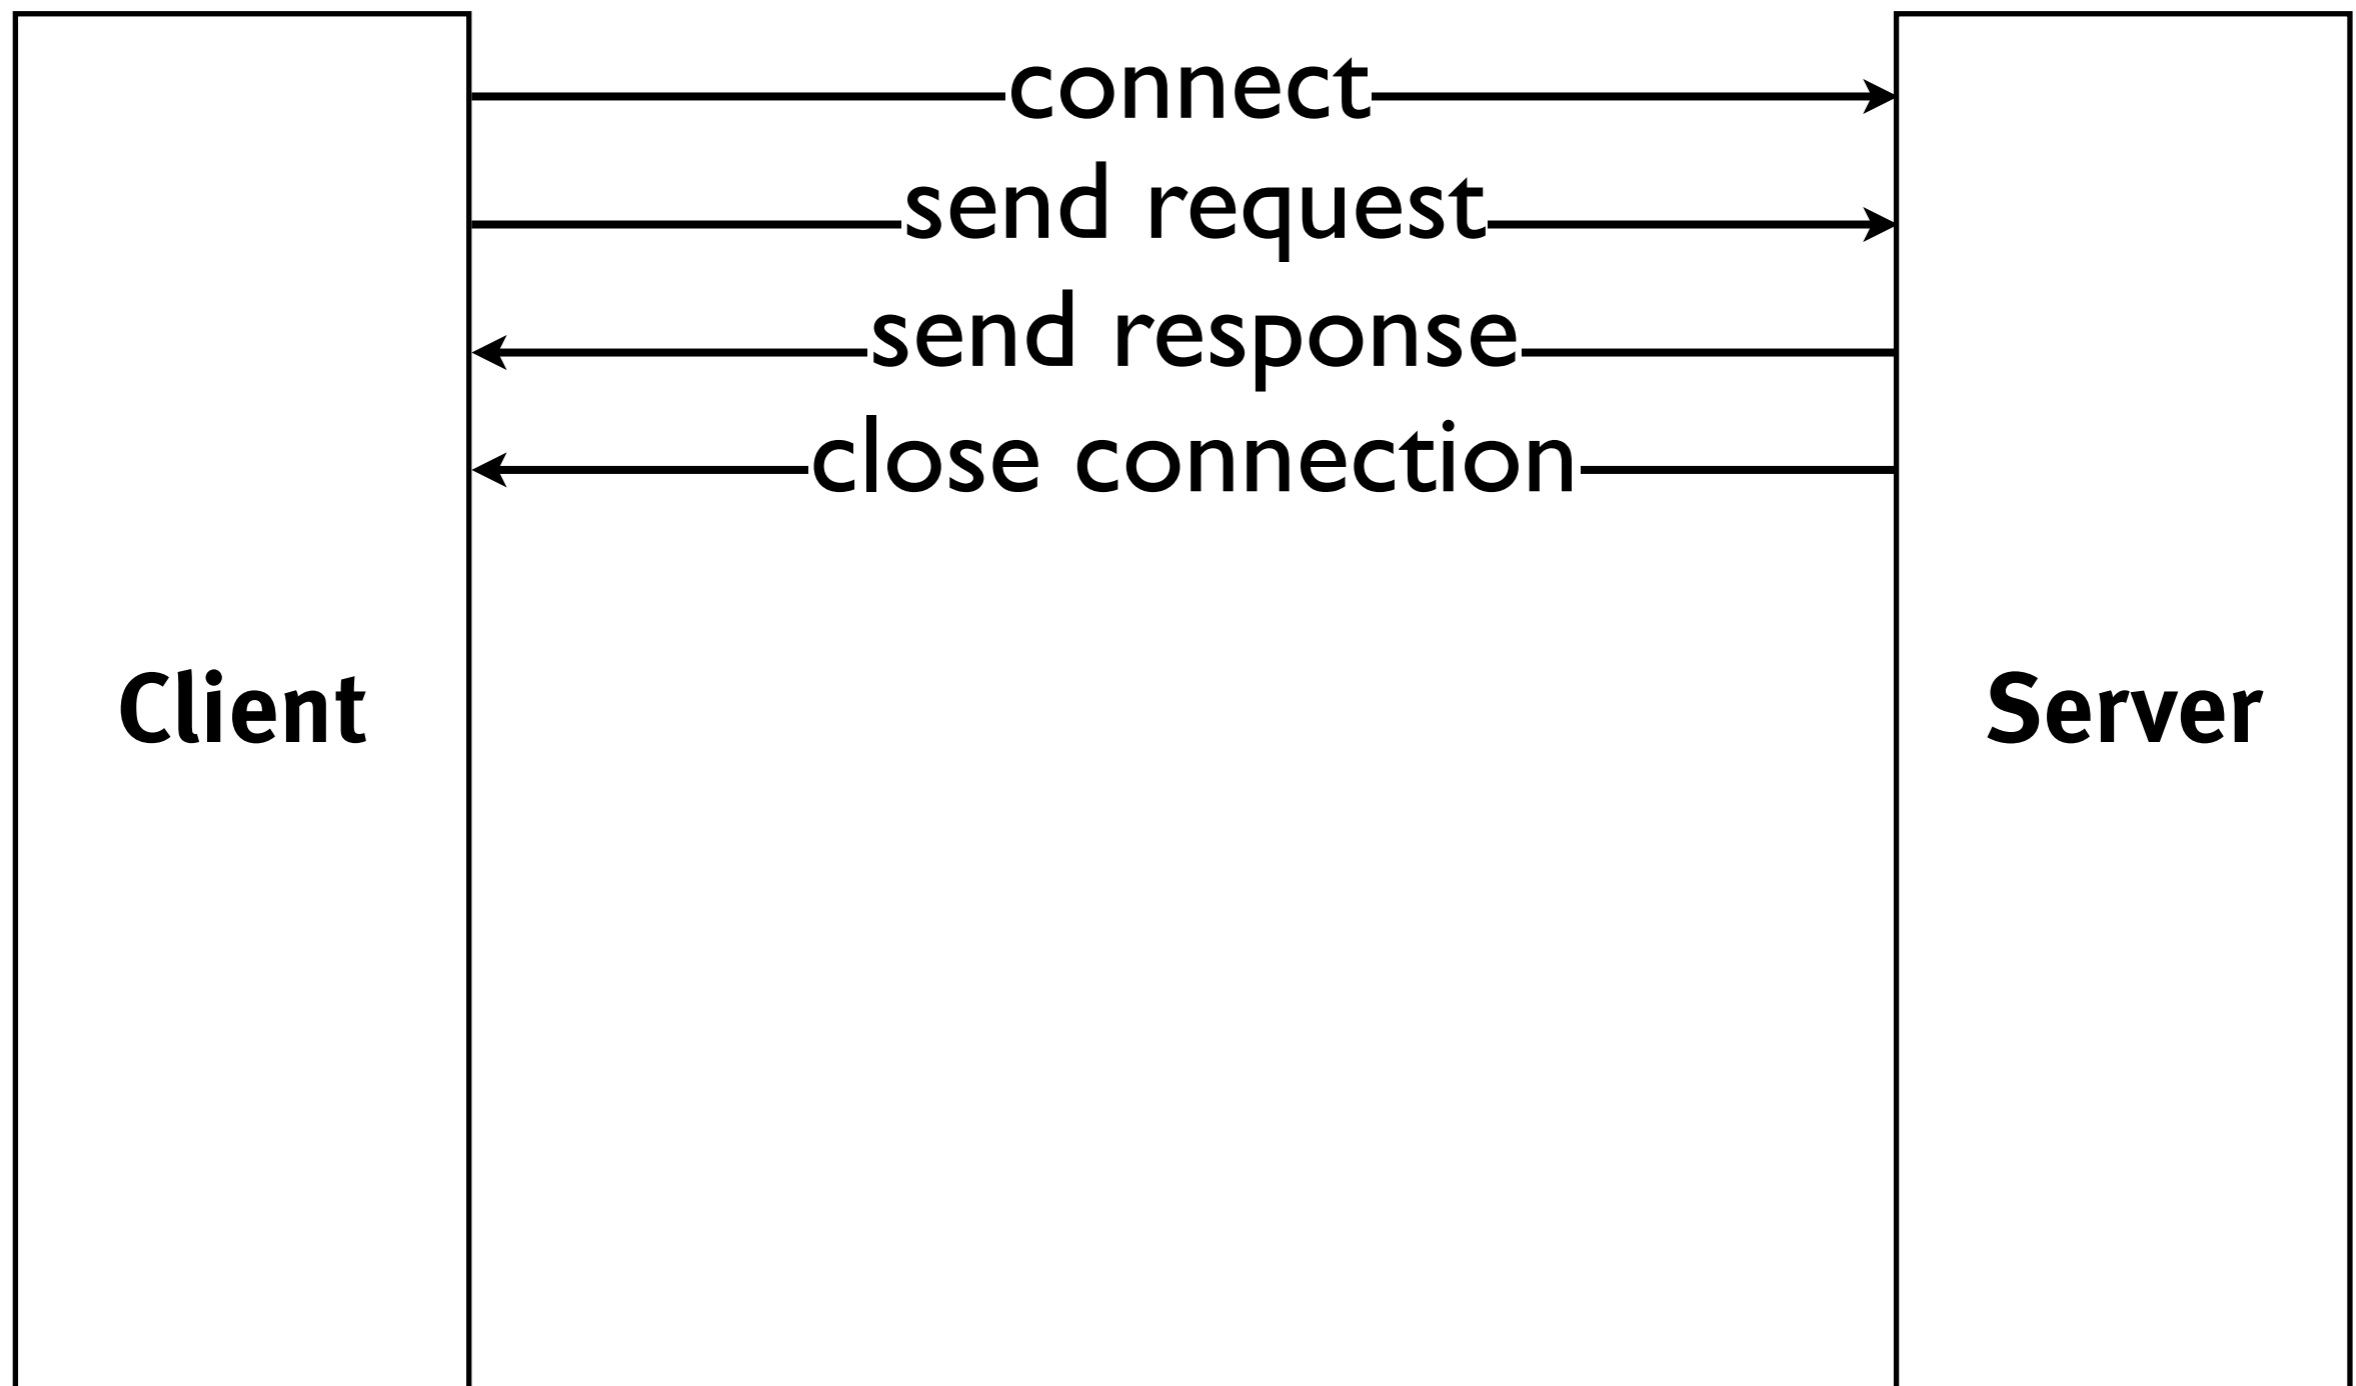 connect
send request
send response
close connection
Client
Server